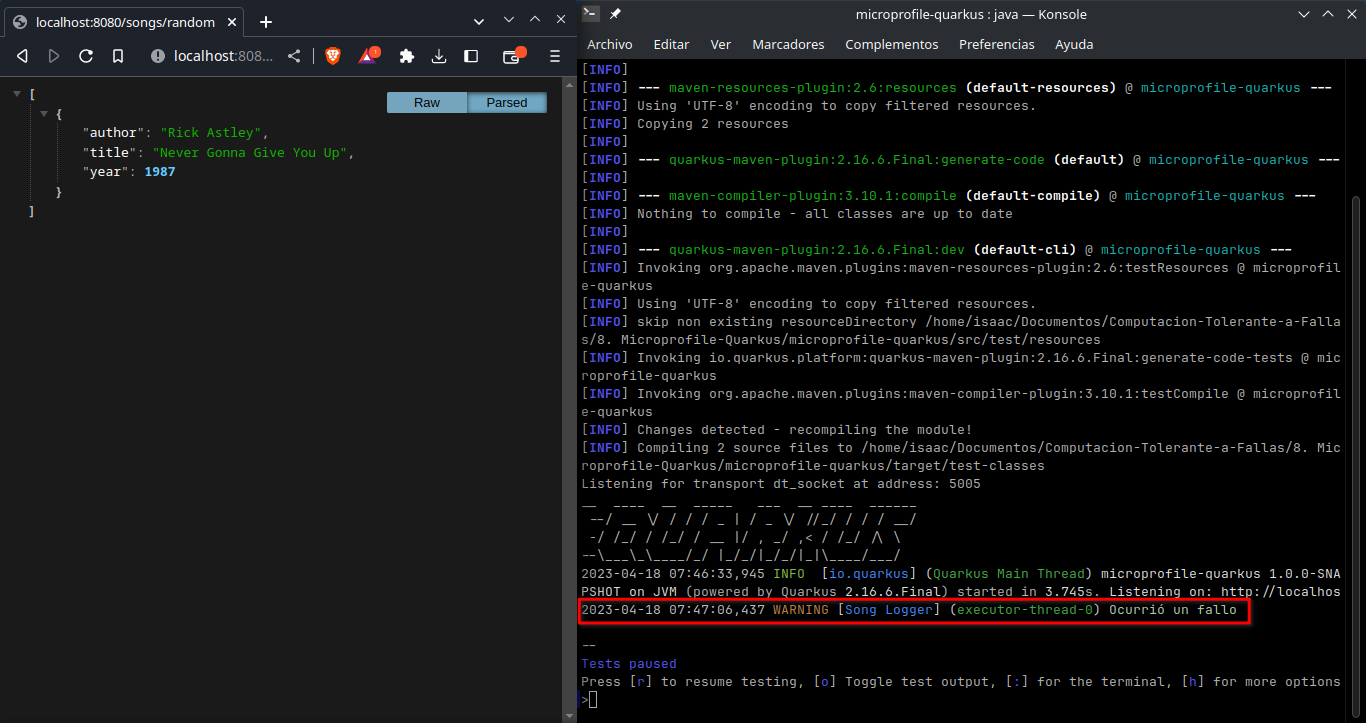 localhost:8080/songs/random
localhost:808...
Raw
Parsed
[
{
"author": "Rick Astley",
"title": "Never Gonna Give You Up",
"year": 1987
}
]
microprofile-quarkus : java — Konsole
Archivo Editar Ver Marcadores Complementos Preferencias Ayuda
[INFO]
[INFO] --- maven-resources-plugin:2.6:resources (default-resources) @ microprofile-quarkus ---
[INFO] Using 'UTF-8' encoding to copy filtered resources.
[INFO] Copying 2 resources
[INFO]
[INFO] --- quarkus-maven-plugin:2.16.6.Final:generate-code (default) @ microprofile-quarkus ---
[INFO]
[INFO] --- maven-compiler-plugin:3.10.1:compile (default-compile) @ microprofile-quarkus ---
[INFO] Nothing to compile - all classes are up to date
[INFO]
[INFO] --- quarkus-maven-plugin:2.16.6.Final:dev (default-cli) @ microprofile-quarkus ---
[INFO] Invoking org.apache.maven.plugins:maven-resources-plugin:2.6:testResources @ microprofil
e-quarkus
[INFO] Using 'UTF-8' encoding to copy filtered resources.
[INFO] skip non existing resourceDirectory /home/isaac/Documentos/Computacion-Tolerante-a-Falla
s/8. Microprofile-Quarkus/microprofile-quarkus/src/test/resources
[INFO] Invoking io.quarkus.platform:quarkus-maven-plugin:2.16.6.Final:generate-code-tests @ mic
roprofile-quarkus
[INFO] Invoking org.apache.maven.plugins:maven-compiler-plugin:3.10.1:testCompile @ microprofil
e-quarkus
[INFO] Changes detected - recompiling the module!
[INFO] Compiling 2 source files to /home/isaac/Documentos/Computacion-Tolerante-a-Fallas/8. Mic
roprofile-Quarkus/microprofile-quarkus/target/test-classes
Listening for transport dt_socket at address: 5005
__  ____  __  _____   ___  __ ____  ______
 --/ __ \/ / / / _ | / _ \/ //_/ / / / __/
 -/ /_/ / /_/ / __ |/ , _/ ,< / /_/ /\ \
--\___\_\____/_/ |_/_/|_/_/|_|\____/___/
2023-04-18 07:46:33,945 INFO  [io.quarkus] (Quarkus Main Thread) microprofile-quarkus 1.0.0-SNA
PSHOT on JVM (powered by Quarkus 2.16.6.Final) started in 3.745s. Listening on: http://localhos
2023-04-18 07:47:06,437 WARNING [Song Logger] (executor-thread-0) Ocurrió un fallo
--
Tests paused
Press [r] to resume testing, [o] Toggle test output, [:] for the terminal, [h] for more options
>